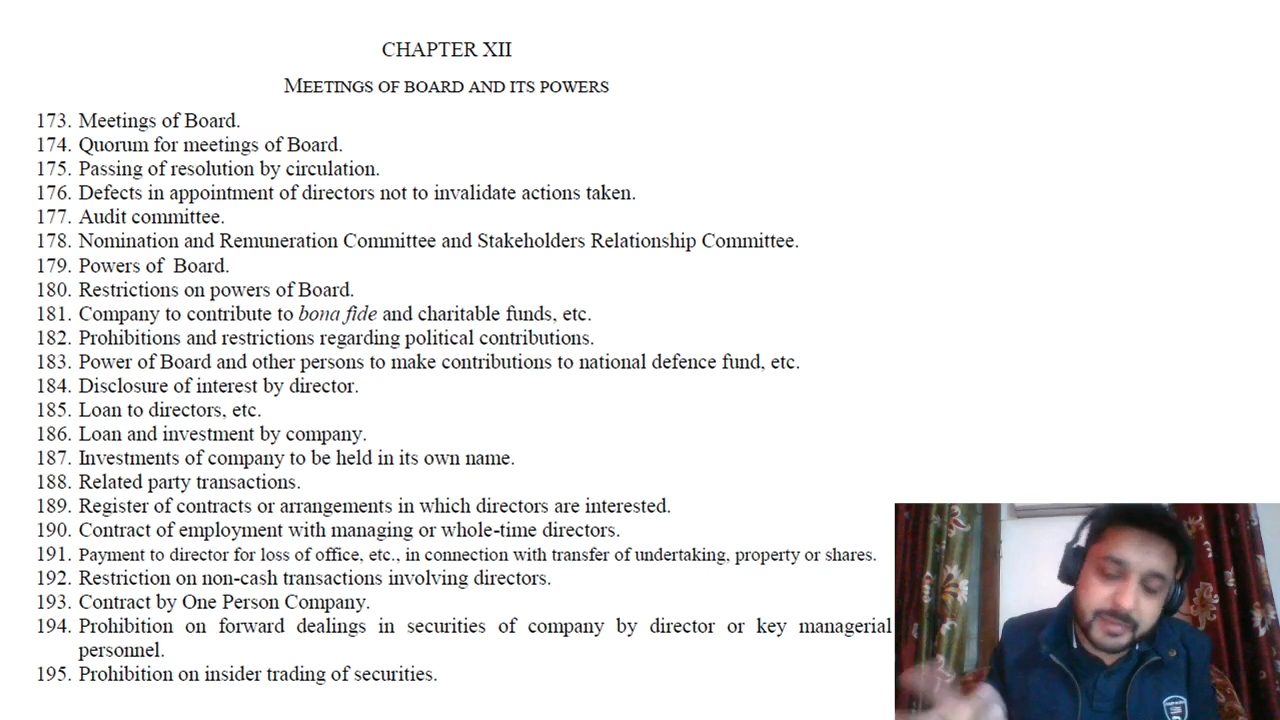 CHAPTER XII
MEETINGS OF BOARD AND ITS POWERS
173. Meetings of Board.
174. Quorum for meetings of Board.
175. Passing of resolution by circulation.
176. Defects in appointment of directors not to invalidate actions taken.
177. Audit committee.
178. Nomination and Remuneration Committee and Stakeholders Relationship Committee.
179. Powers of Board.
180. Restrictions on powers of Board.
181. Company to contribute to bona fide and charitable funds, etc.
182. Prohibitions and restrictions regarding political contributions.
183. Power of Board and other persons to make contributions to national defence fund, etc.
184. Disclosure of interest by director.
185. Loan to directors, etc.
186. Loan and investment by company.
187. Investments of company to be held in its own name.
188. Related party transactions.
189. Register of contracts or arrangements in which directors are interested.
190. Contract of employment with managing or whole-time directors.
191. Payment to director for loss of office, etc., in connection with transfer of undertaking, property or shares.
192. Restriction on non-cash transactions involving directors.
193. Contract by One Person Company.
194. Prohibition on forward dealings in securities of company by director or key managerial
personnel.
195. Prohibition on insider trading of securities.